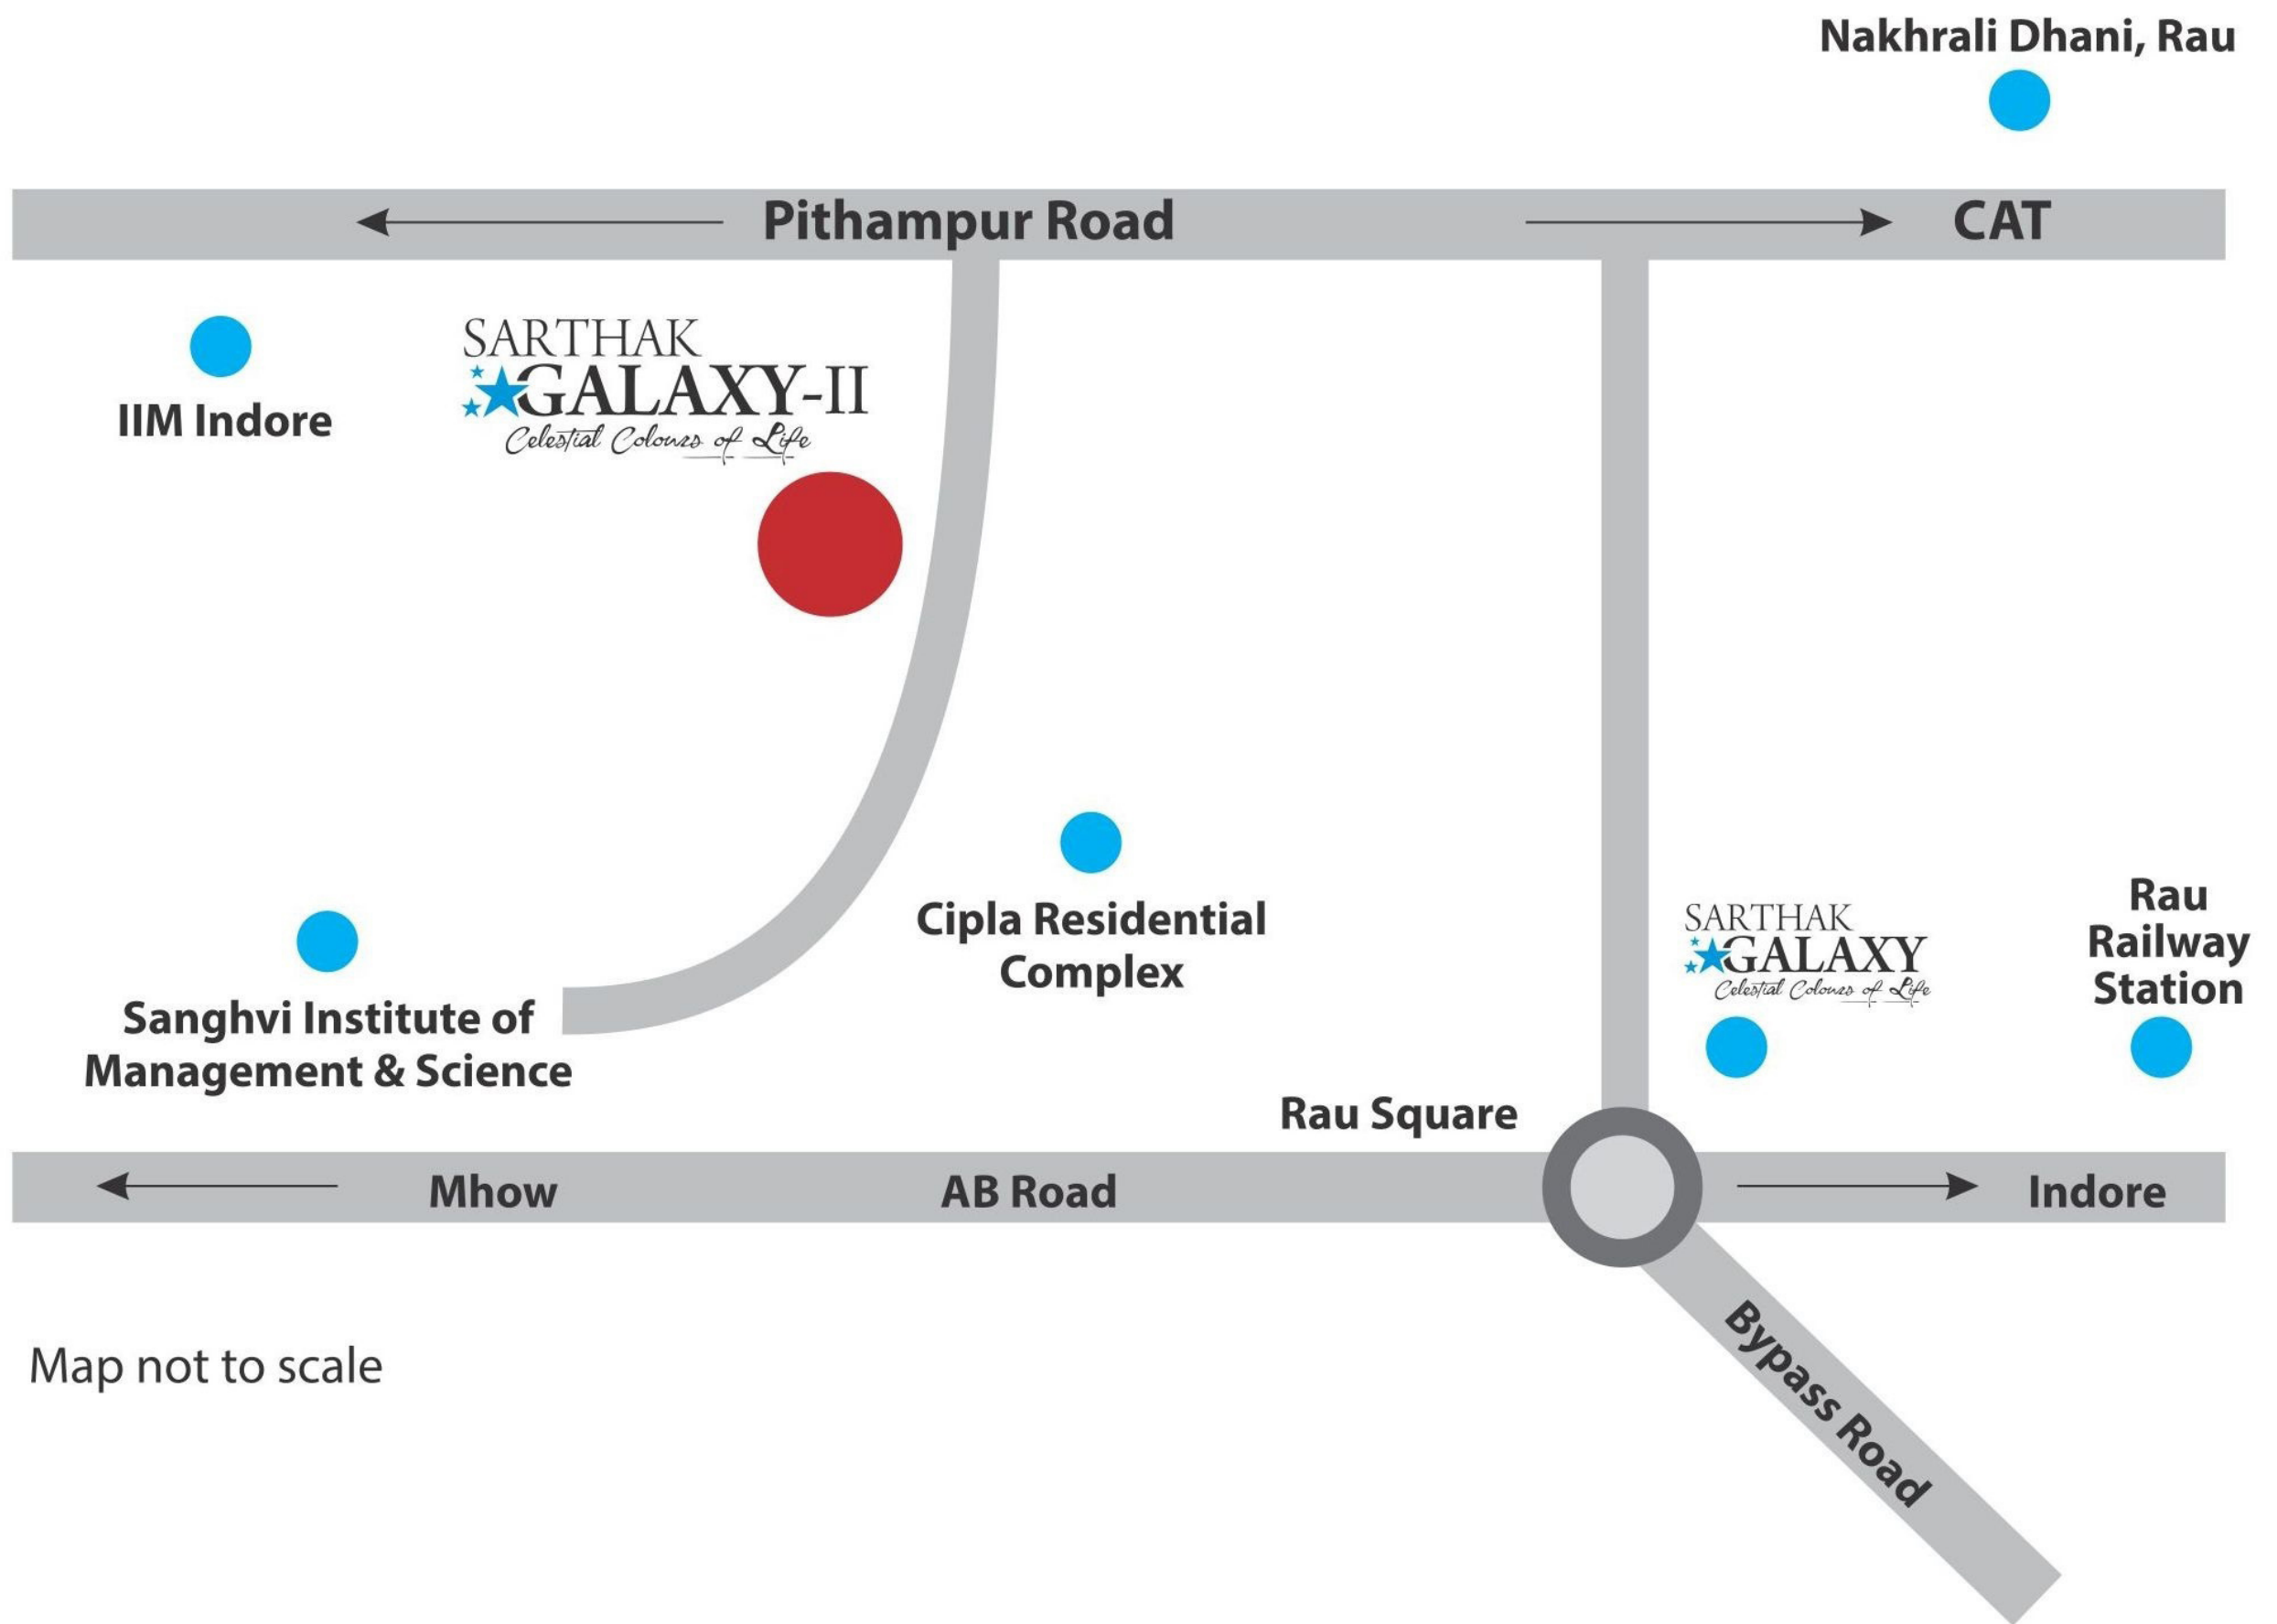 Nakhrali Dhani, Rau
Pithampur Road
CAT
IIM Indore
SARTHAK
GALAXY-II
Celestial Colours of Life
Cipla Residential
Complex
Sanghvi Institute of
Management & Science
SARTHAK
GALAXY
Celestial Colours of Life
Rau
Railway
Station
Rau Square
Mhow
AB Road
Indore
Bypass Road
Map not to scale